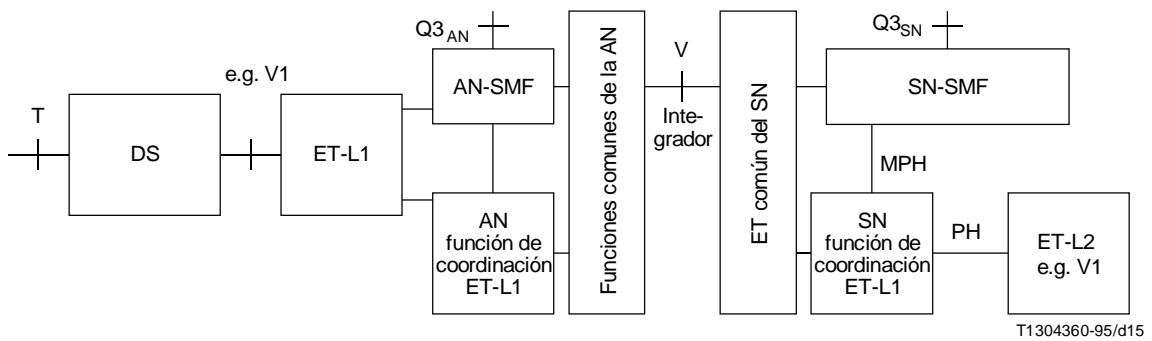 Q3AN
Q3SN
e.g. V1
T
DS
ET-L1
AN-SMF
AN
función de
coordinación
ET-L1
Funciones comunes de la AN
V
Inte-
grador
ET común del SN
SN-SMF
MPH
SN
función de
coordinación
ET-L1
PH
ET-L2
e.g. V1
T1304360-95/d15